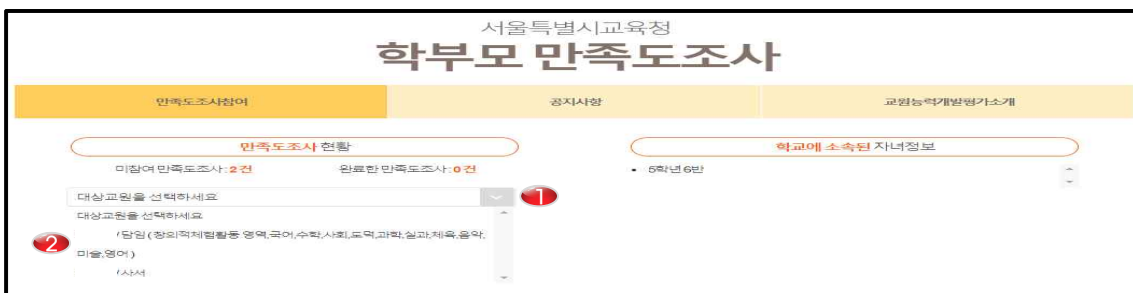 서울특별시교육청
학부모 만족도조사
만족도조사참여
공지사항
교원능력개발평가소개
만족도조사 현황
학교에 소속된 자녀정보
미참여 만족도조사 : 2 건
완료한 만족도조사 : 0 건
• 5학년 6반
대상교원을 선택하세요
1
대상교원을 선택하세요
2
/담임 ( 창의적체험활동 영역,국어,수학,사회,도덕,과학,실과,체육,음악,
미술,영어 )
/사서